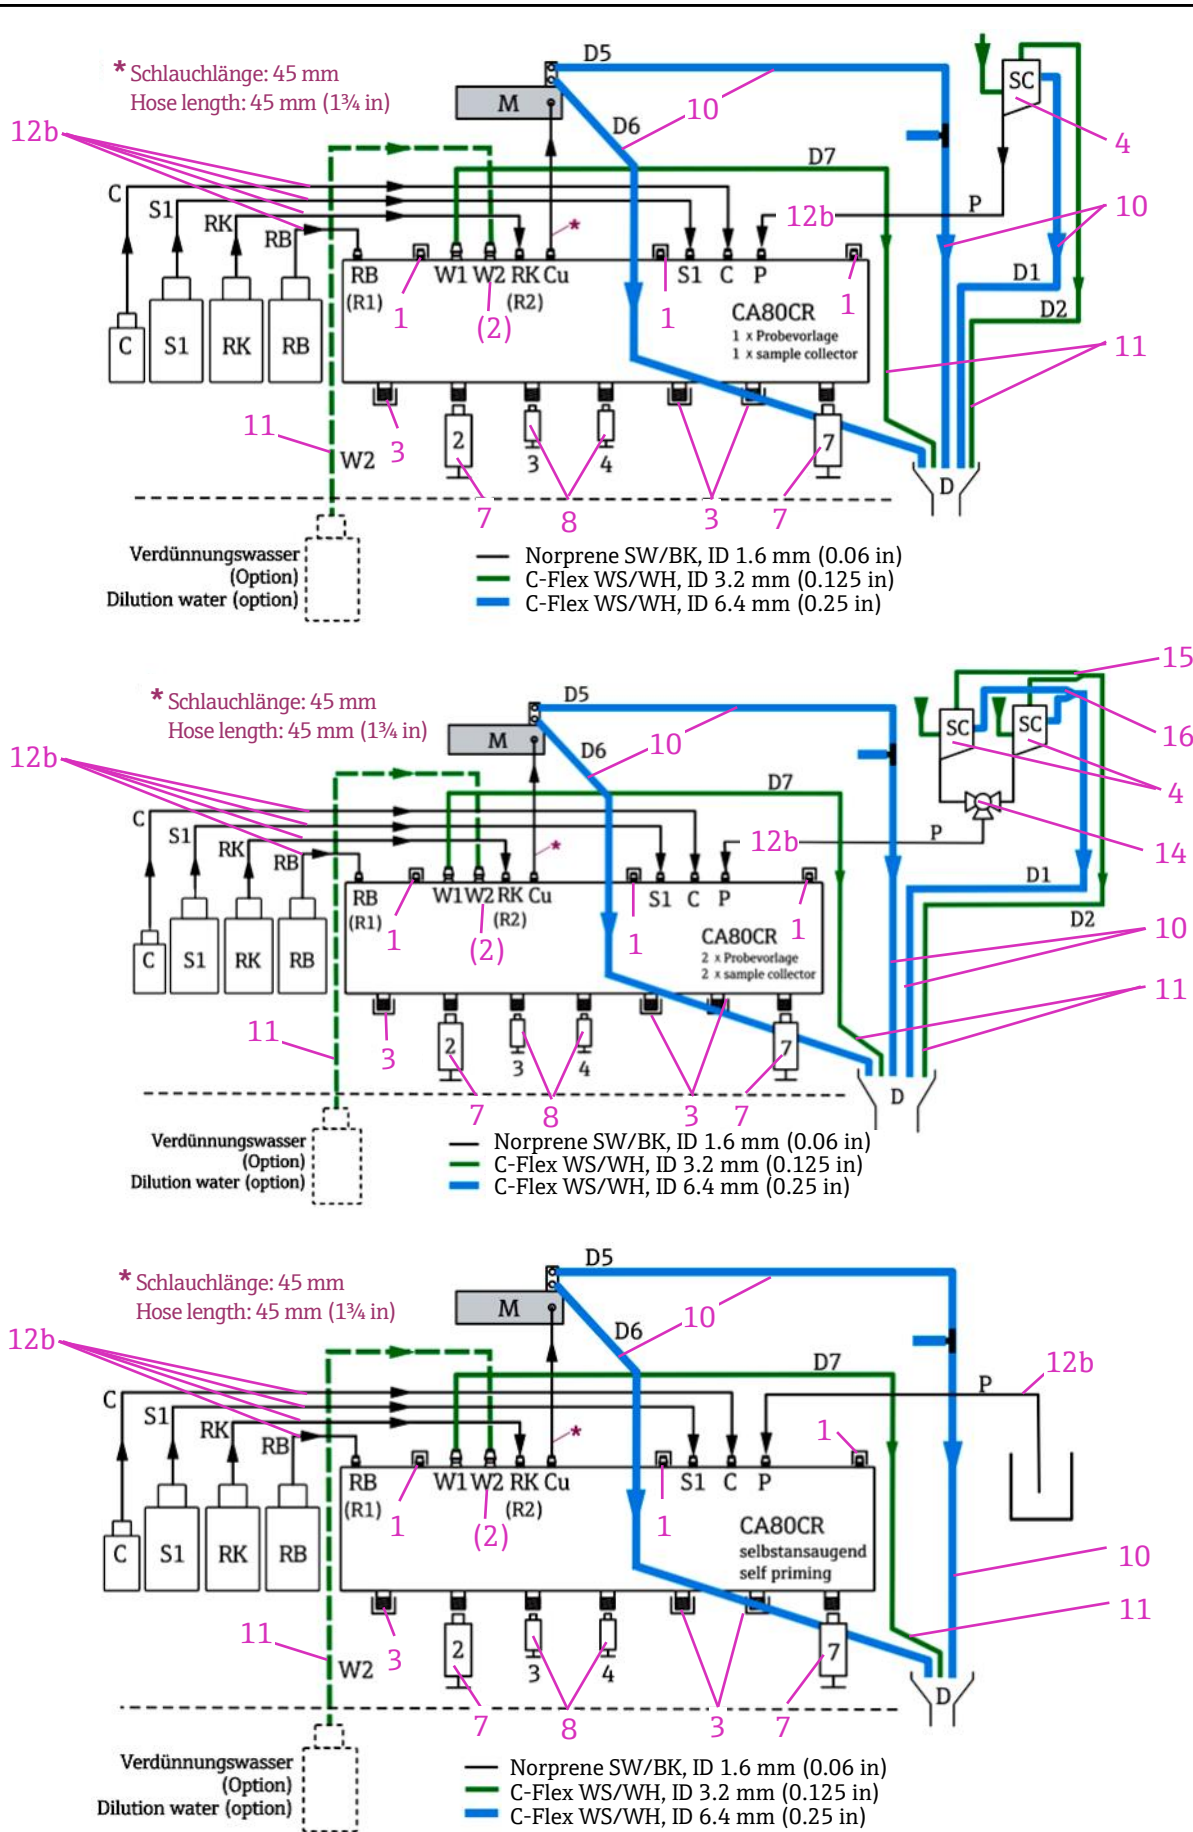 D5
* Schlauchlänge: 45 mm
Hose length: 45 mm (1¾ in)
SC
M
10
12b
D6
4
D7
C
S1
RK
RB
12b
P
10
*
RB
(R1)
W1
W2
RK
(R2)
Cu
S1
C
P
D1
1
(2)
1
1
D2
CA80CR
1 x Probevorlage
1 x sample collector
C
S1
RK
RB
11
11
W2
3
2
3
4
7
D
7
8
3
7
Verdünnungswasser
(Option)
Dilution water (option)
Norprene SW/BK, ID 1.6 mm (0.06 in)
C-Flex WS/WH, ID 3.2 mm (0.125 in)
C-Flex WS/WH, ID 6.4 mm (0.25 in)
15
D5
* Schlauchlänge: 45 mm
Hose length: 45 mm (1¾ in)
SC
SC
16
M
10
12b
D6
4
D7
C
S1
RK
RB
12b
P
14
*
RB
(R1)
W1
W2
RK
(R2)
Cu
S1
C
P
D1
1
(2)
1
1
D2
10
CA80CR
2 x Probevorlage
2 x sample collector
C
S1
RK
RB
11
11
3
2
3
4
7
D
7
8
3
7
Verdünnungswasser
(Option)
Dilution water (option)
Norprene SW/BK, ID 1.6 mm (0.06 in)
C-Flex WS/WH, ID 3.2 mm (0.125 in)
C-Flex WS/WH, ID 6.4 mm (0.25 in)
D5
* Schlauchlänge: 45 mm
Hose length: 45 mm (1¾ in)
M
10
12b
D6
D7
12b
P
C
S1
RK
RB
*
1
RB
(R1)
W1
W2
RK
(R2)
Cu
S1
C
P
1
(2)
1
CA80CR
selbstansaugend
self priming
C
S1
RK
RB
10
11
11
W2
3
2
3
4
7
D
7
8
3
7
Verdünnungswasser
(Option)
Dilution water (option)
Norprene SW/BK, ID 1.6 mm (0.06 in)
C-Flex WS/WH, ID 3.2 mm (0.125 in)
C-Flex WS/WH, ID 6.4 mm (0.25 in)